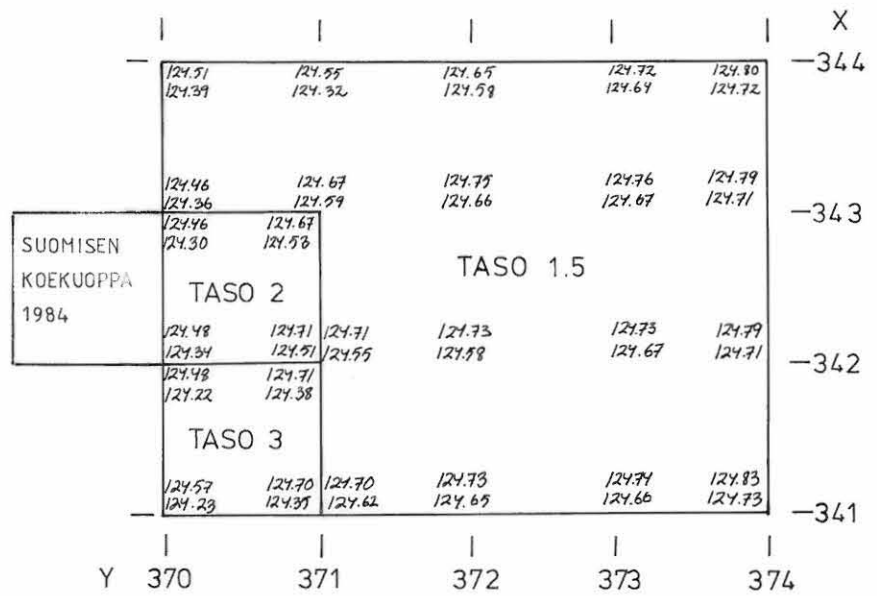 X
124.51 124.55 124.65 124.72 124.80 344
124.39 124.32 124.58 124.64 124.72
124.46 124.67 124.75 124.76 124.79
124.36 124.59 124.66 124.67 124.71 343
124.46 124.67
124.30 124.53
SUOMISEN
KOEKUOPPA
1984
TASO 2
TASO 1.5
124.48 124.71 124.71 124.73 124.73 124.79
124.34 124.51 124.55 124.58 124.67 124.71 342
124.48 124.71
124.22 124.38
TASO 3
124.57 124.70 124.70 124.73 124.74 124.83
124.23 124.35 124.62 124.65 124.66 124.73 341
Y 370 371 372 373 374